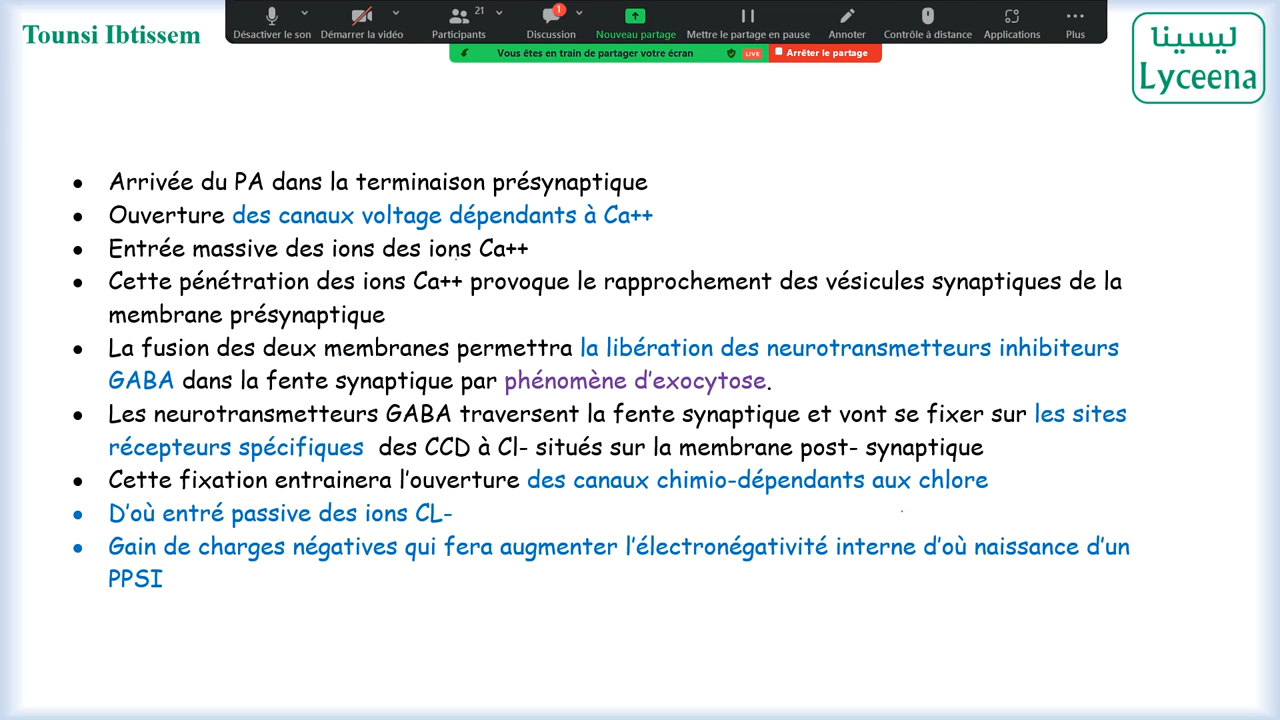 Tounsi Ibtissem
Désactiver le son
Démarrer la vidéo
21
Participants
1
Discussion
Nouveau partage
Mettre le partage en pause
Annoter
Contrôle à distance
Applications
Plus
Vous êtes en train de partager votre écran
LIVE
Arrêter le partage
ليسينا
Lyceena
• Arrivée du PA dans la terminaison présynaptique
• Ouverture des canaux voltage dépendants à Ca++
• Entrée massive des ions des ions Ca++
• Cette pénétration des ions Ca++ provoque le rapprochement des vésicules synaptiques de la
membrane présynaptique
• La fusion des deux membranes permettra la libération des neurotransmetteurs inhibiteurs
GABA dans la fente synaptique par phénomène d'exocytose.
• Les neurotransmetteurs GABA traversent la fente synaptique et vont se fixer sur les sites
récepteurs spécifiques des CCD à Cl- situés sur la membrane post- synaptique
• Cette fixation entrainera l'ouverture des canaux chimio-dépendants aux chlore
• D'où entré passive des ions CL-
• Gain de charges négatives qui fera augmenter l'électronégativité interne d'où naissance d'un
PPSI